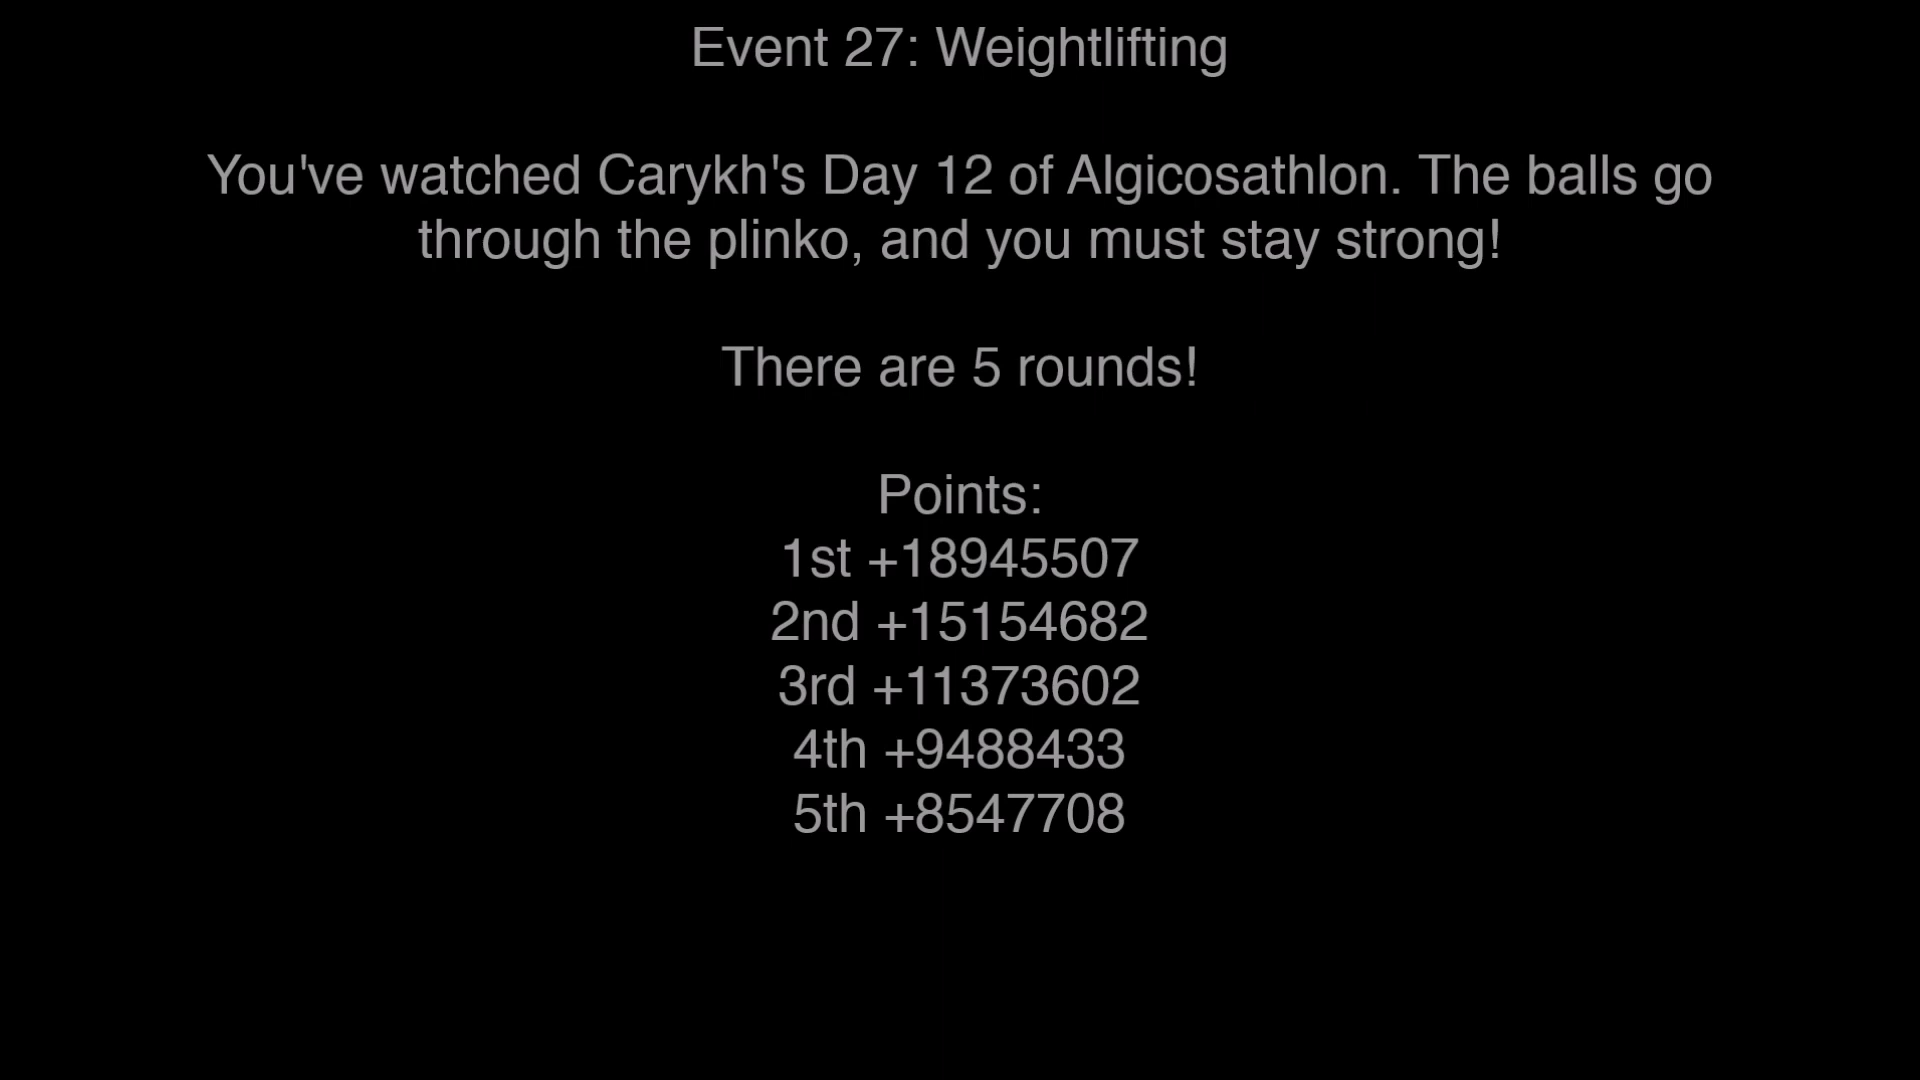 Event 27: Weightlifting
You've watched Carykh's Day 12 of Algicosathlon. The balls go
through the plinko, and you must stay strong!
There are 5 rounds!
Points:
1st +18945507
2nd +15154682
3rd +11373602
4th +9488433
5th +8547708